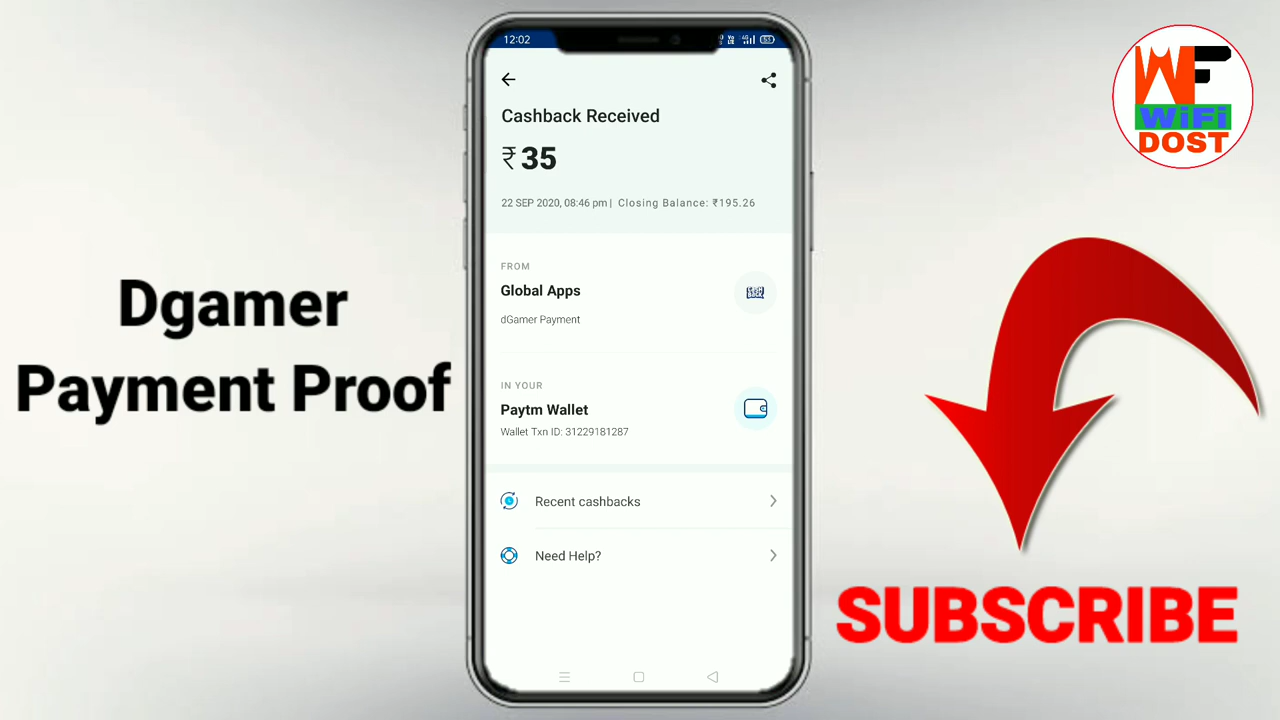 Dgamer
Payment Proof
12:02
Cashback Received
₹35
22 SEP 2020, 08:46 pm | Closing Balance: ₹195.26
FROM
Global Apps
dGamer Payment
IN YOUR
Paytm Wallet
Wallet Txn ID: 31229181287
Recent cashbacks
Need Help?
WF
WiFi
DOST
SUBSCRIBE